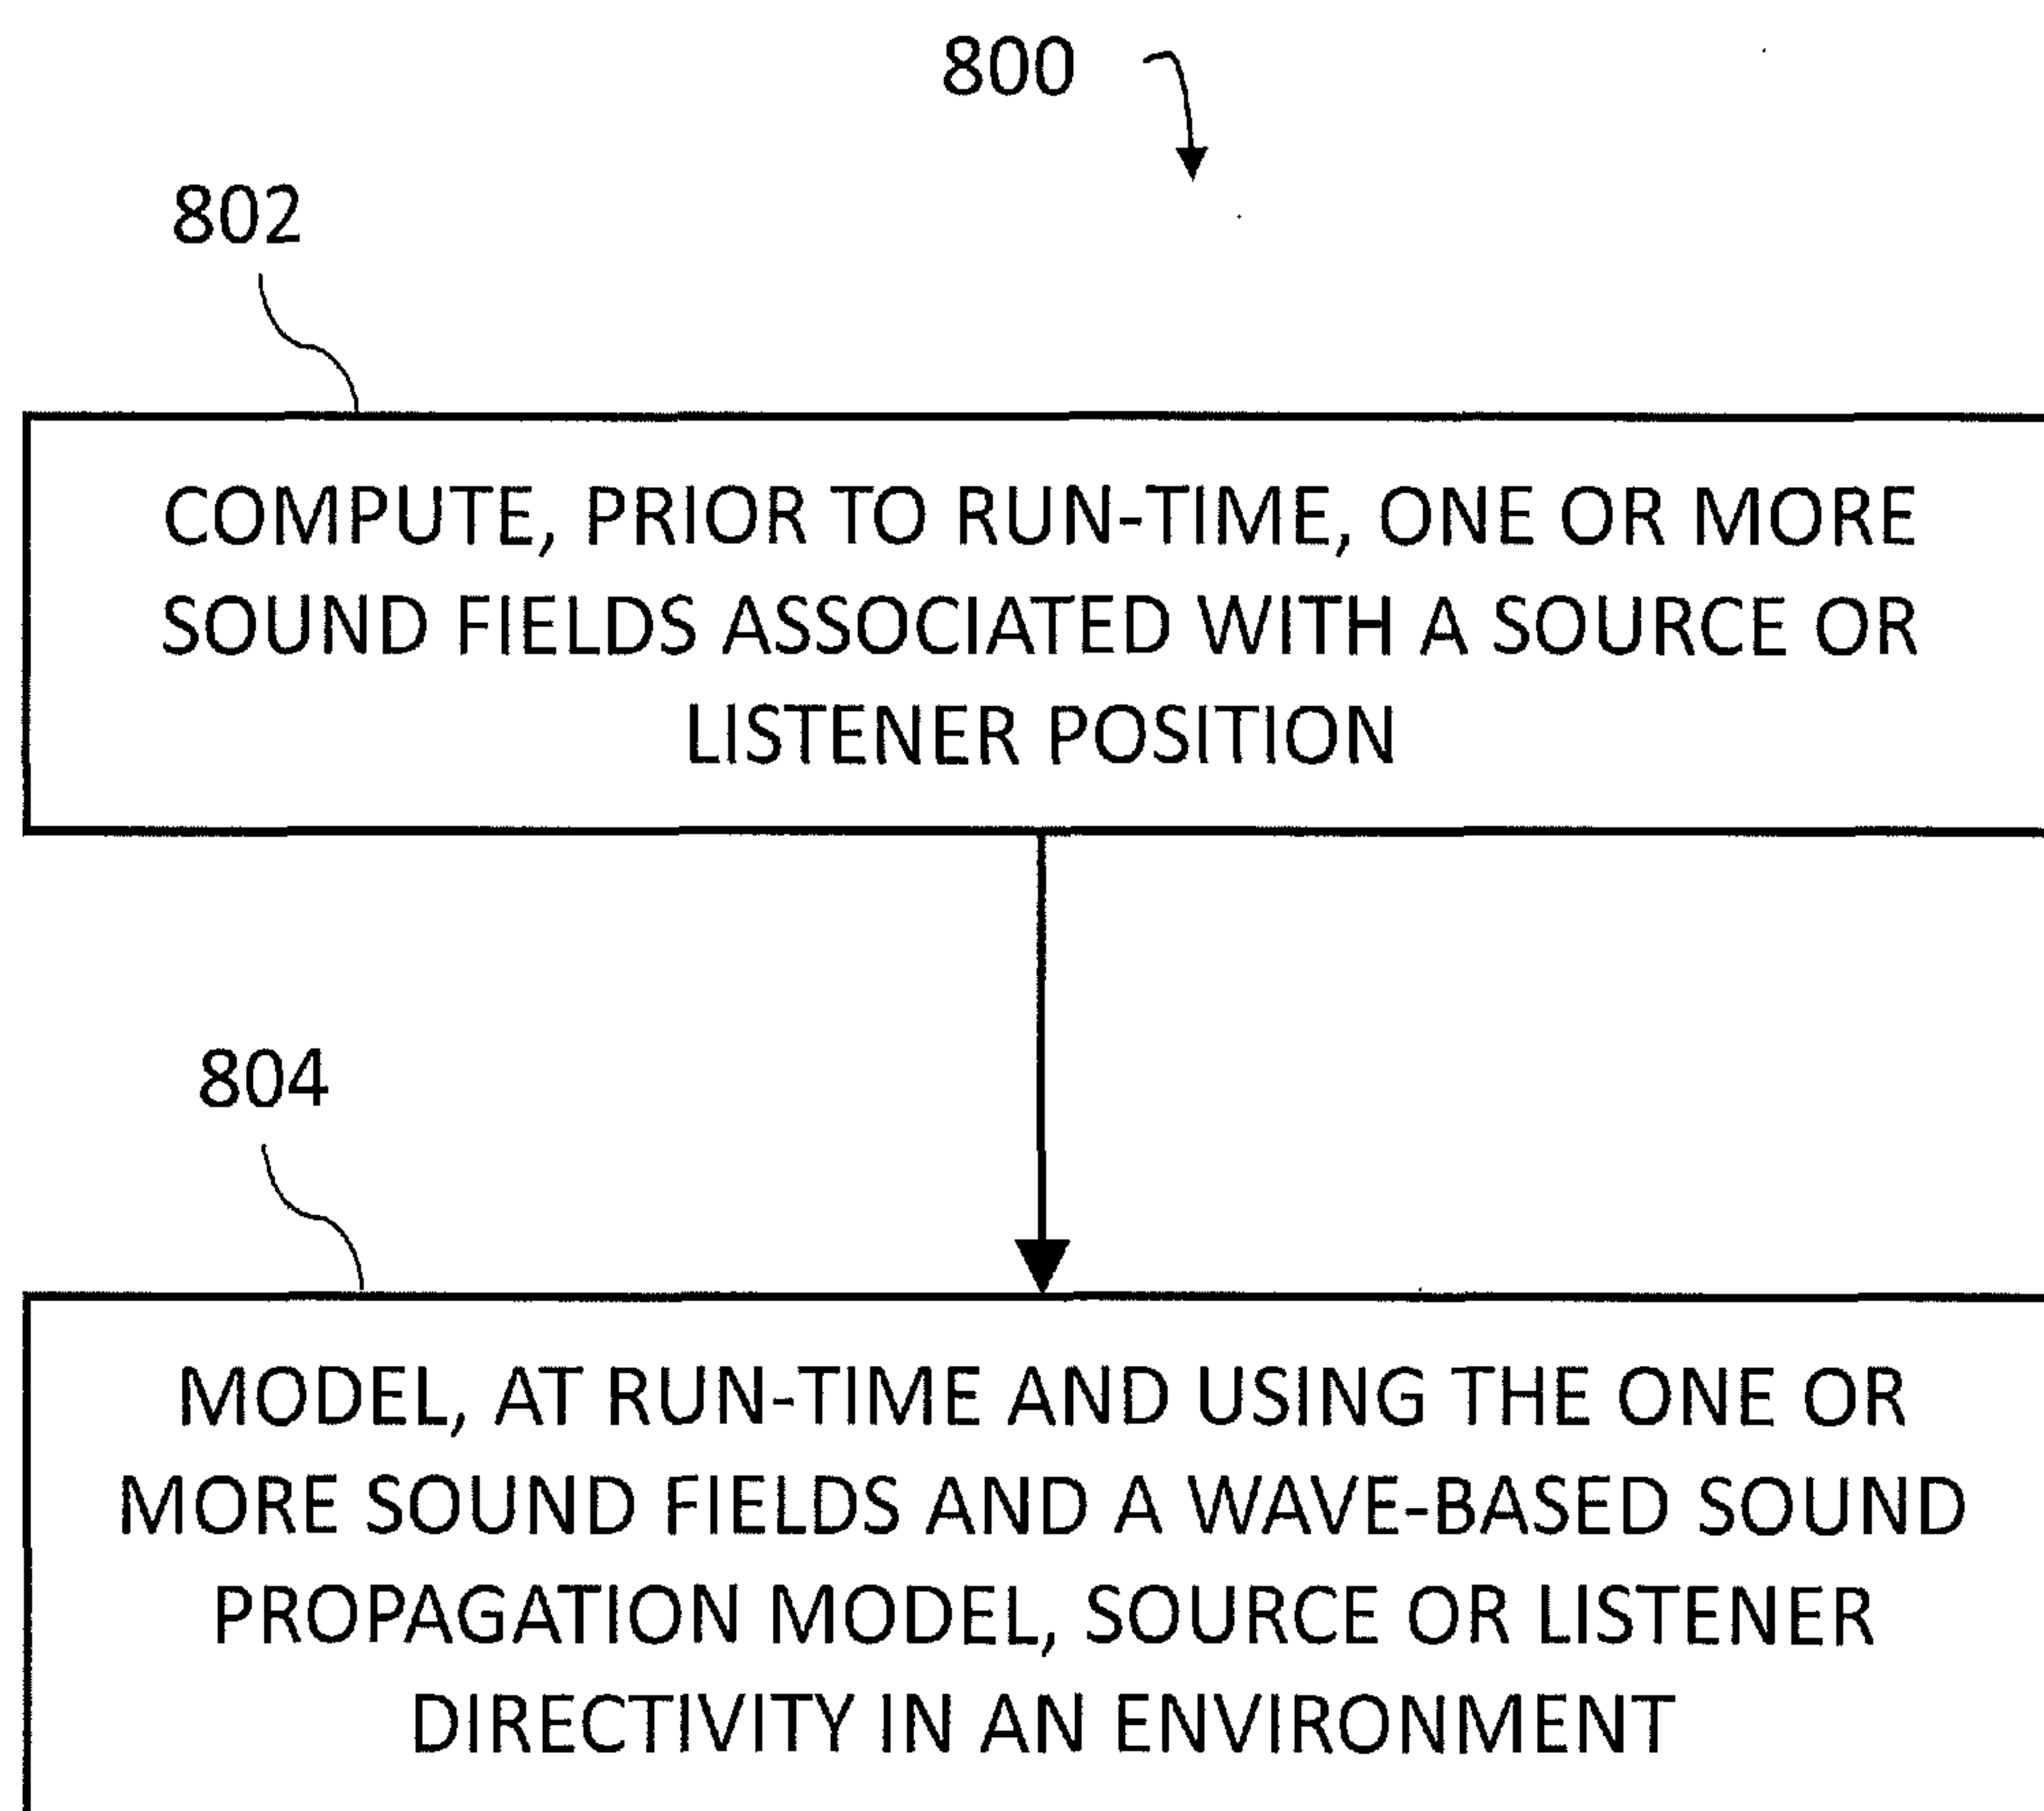 800
802
COMPUTE, PRIOR TO RUN-TIME, ONE OR MORE
SOUND FIELDS ASSOCIATED WITH A SOURCE OR
LISTENER POSITION
804
MODEL, AT RUN-TIME AND USING THE ONE OR
MORE SOUND FIELDS AND A WAVE-BASED SOUND
PROPAGATION MODEL, SOURCE OR LISTENER
DIRECTIVITY IN AN ENVIRONMENT